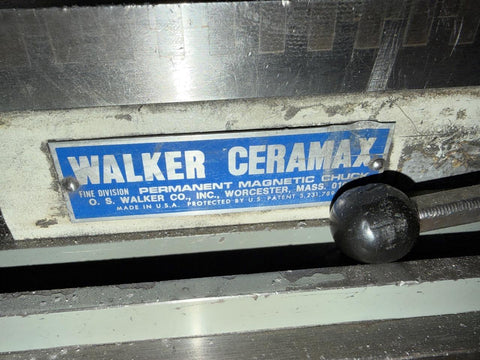 WALKER CERAMAX
FINE DIVISION PERMANENT MAGNETIC CHUCK
O. S. WALKER CO., INC., WORCESTER, MASS.
MADE IN U.S.A. PROTECTED BY U.S. PATENT